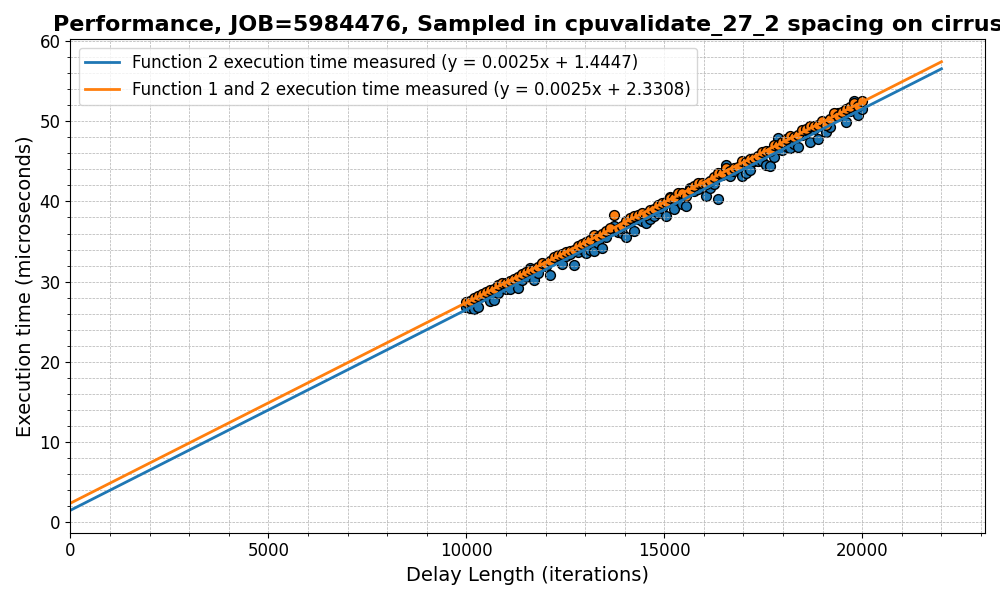 Performance, JOB=5984476, Sampled in cpuvalidate_27_2 spacing on cirrus
Function 2 execution time measured (y = 0.0025x + 1.4447)
Function 1 and 2 execution time measured (y = 0.0025x + 2.3308)
Execution time (microseconds)
60
50
40
30
20
10
0
0 5000 10000 15000 20000
Delay Length (iterations)